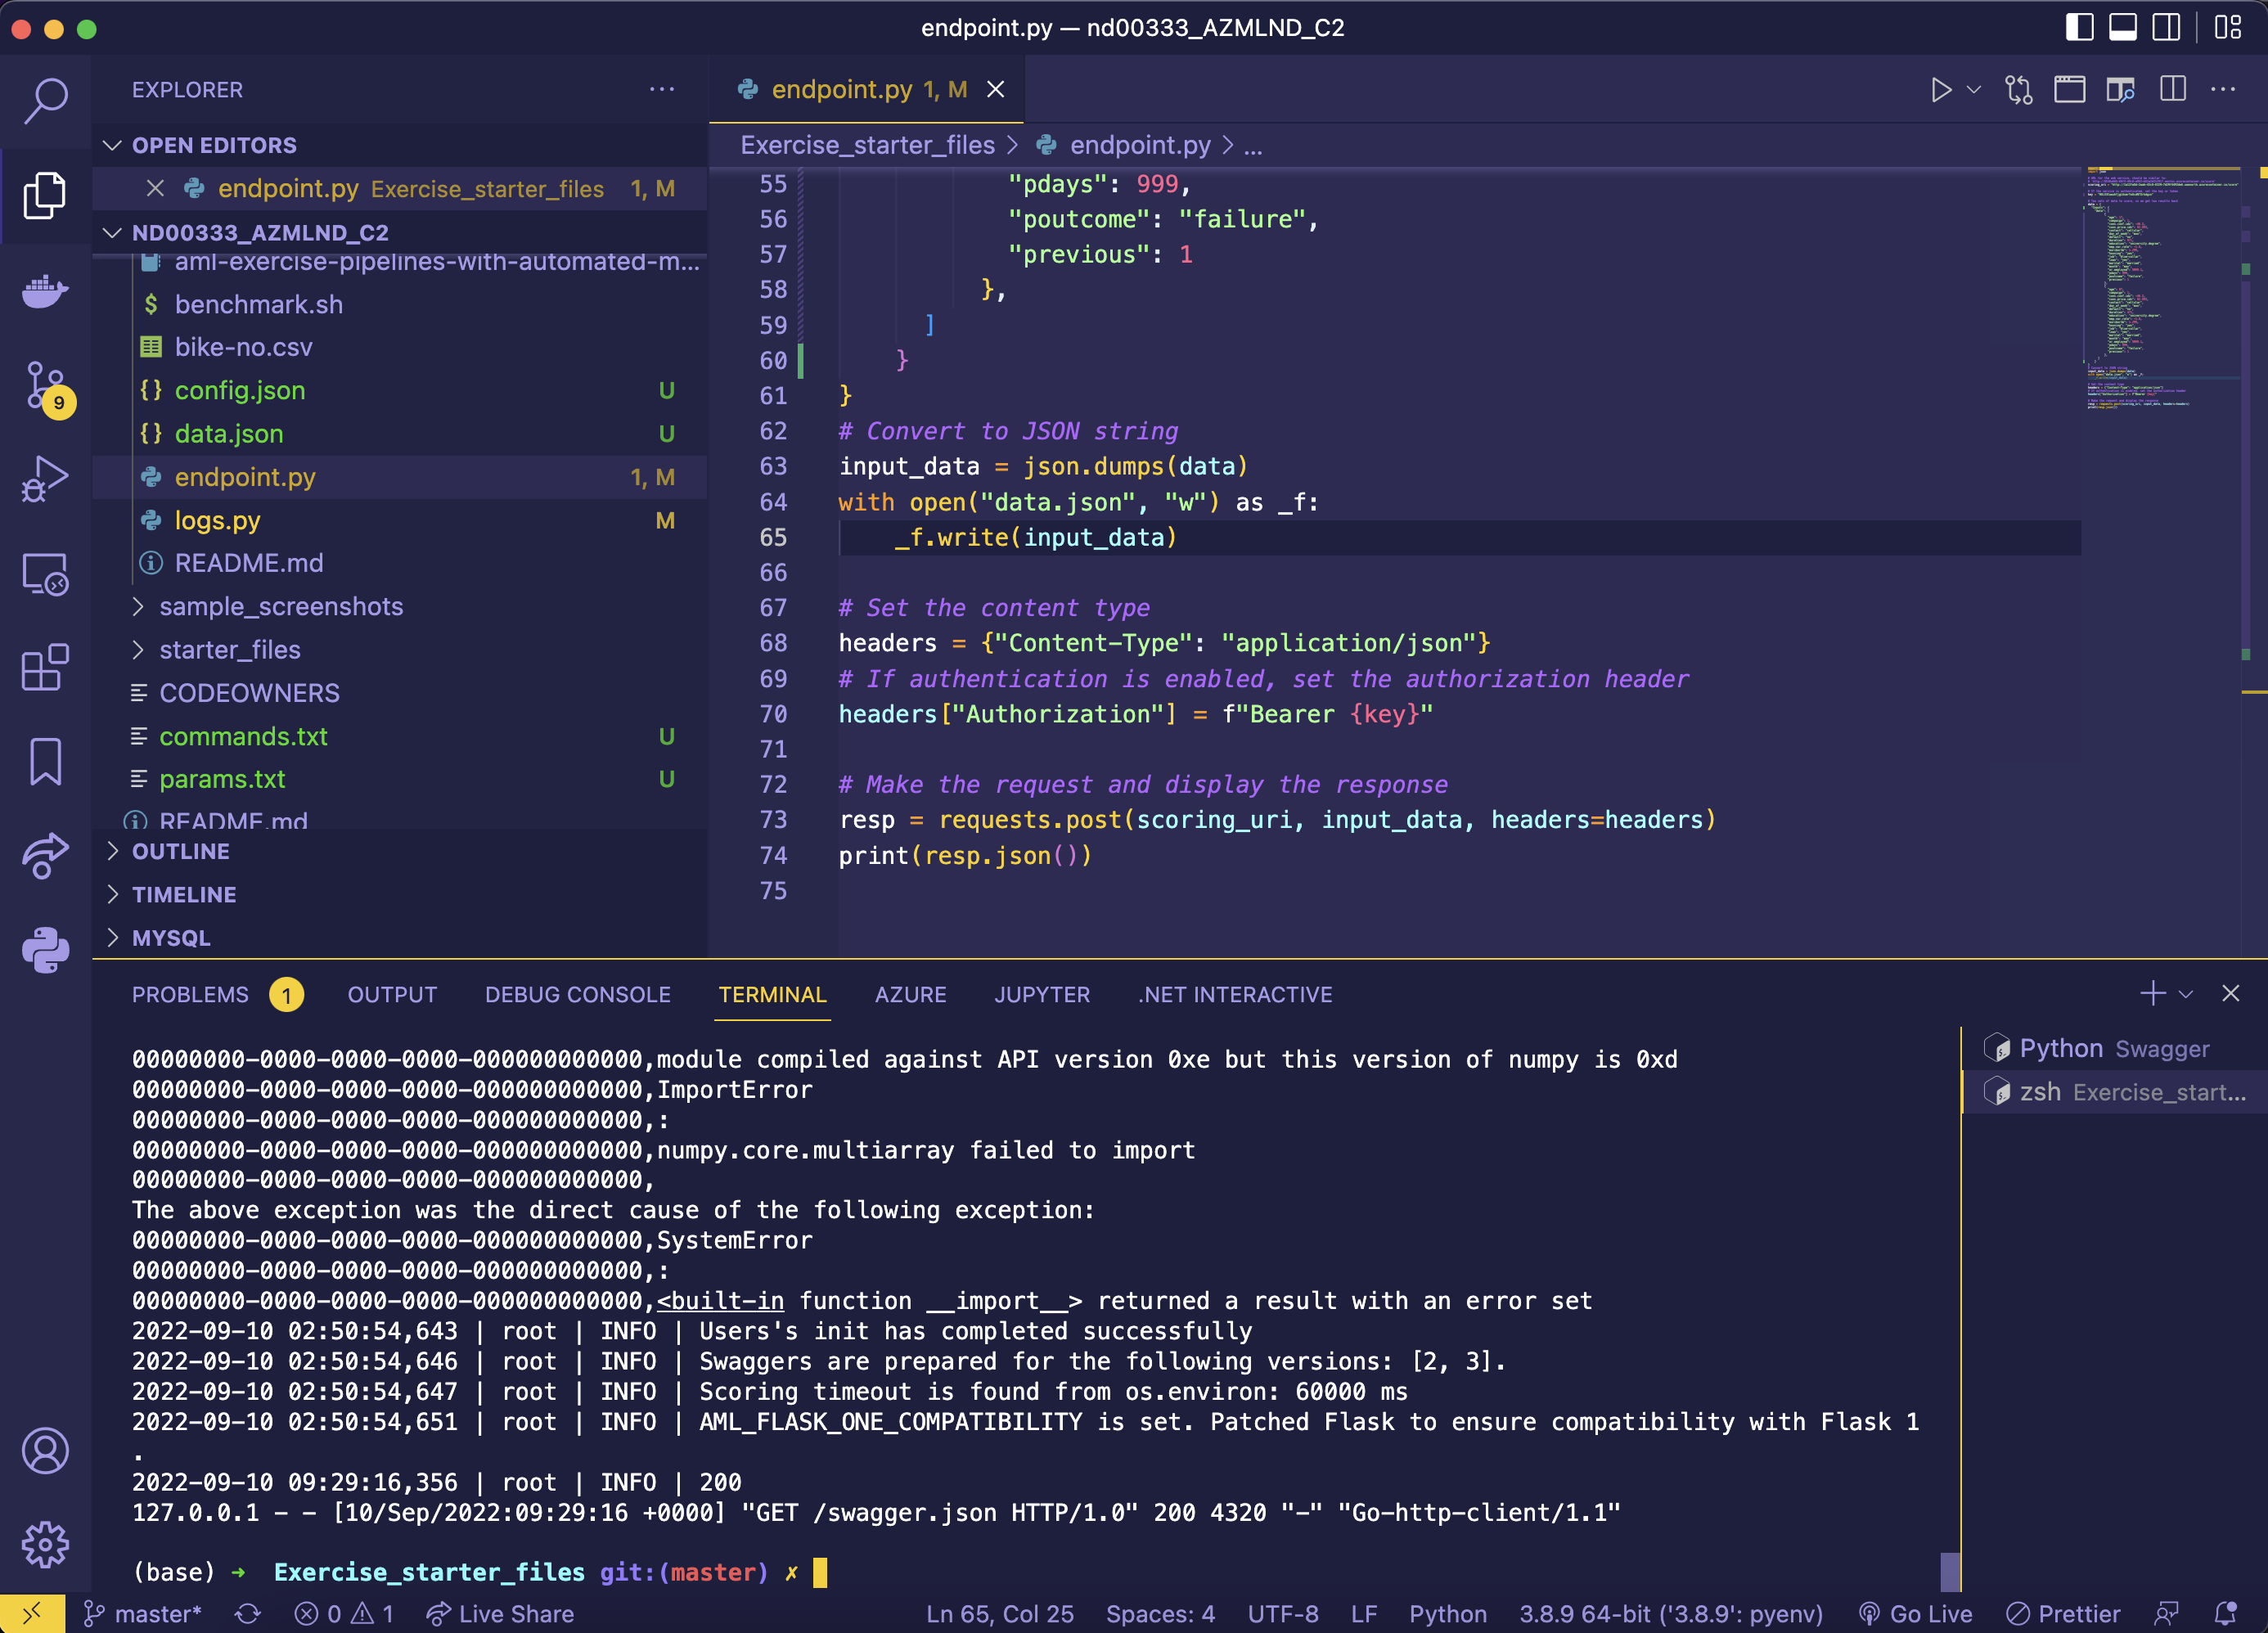 endpoint.py — nd00333_AZMLND_C2
EXPLORER
OPEN EDITORS
endpoint.py Exercise_starter_files 1, M
ND00333_AZMLND_C2
aml-exercise-pipelines-with-automated-m...
benchmark.sh
bike-no.csv
config.json U
data.json U
endpoint.py 1, M
logs.py M
README.md
sample_screenshots
starter_files
CODEOWNERS
commands.txt U
params.txt U
README.md
OUTLINE
TIMELINE
MYSQL
9
endpoint.py 1, M
Exercise_starter_files > endpoint.py > ...
55 "pdays": 999,
56 "poutcome": "failure",
57 "previous": 1
58 },
59 ]
60 }
61 }
62 # Convert to JSON string
63 input_data = json.dumps(data)
64 with open("data.json", "w") as _f:
65 _f.write(input_data)
66
67 # Set the content type
68 headers = {"Content-Type": "application/json"}
69 # If authentication is enabled, set the authorization header
70 headers["Authorization"] = f"Bearer {key}"
71
72 # Make the request and display the response
73 resp = requests.post(scoring_uri, input_data, headers=headers)
74 print(resp.json())
75
PROBLEMS 1 OUTPUT DEBUG CONSOLE TERMINAL AZURE JUPYTER .NET INTERACTIVE
00000000-0000-0000-0000-000000000000,module compiled against API version 0xe but this version of numpy is 0xd
00000000-0000-0000-0000-000000000000,ImportError
00000000-0000-0000-0000-000000000000,:
00000000-0000-0000-0000-000000000000,numpy.core.multiarray failed to import
00000000-0000-0000-0000-000000000000,
The above exception was the direct cause of the following exception:
00000000-0000-0000-0000-000000000000,SystemError
00000000-0000-0000-0000-000000000000,:
00000000-0000-0000-0000-000000000000,<built-in function __import__> returned a result with an error set
2022-09-10 02:50:54,643 | root | INFO | Users's init has completed successfully
2022-09-10 02:50:54,646 | root | INFO | Swaggers are prepared for the following versions: [2, 3].
2022-09-10 02:50:54,647 | root | INFO | Scoring timeout is found from os.environ: 60000 ms
2022-09-10 02:50:54,651 | root | INFO | AML_FLASK_ONE_COMPATIBILITY is set. Patched Flask to ensure compatibility with Flask 1
.
2022-09-10 09:29:16,356 | root | INFO | 200
127.0.0.1 - - [10/Sep/2022:09:29:16 +0000] "GET /swagger.json HTTP/1.0" 200 4320 "-" "Go-http-client/1.1"
(base) ➜ Exercise_starter_files git:(master) ✗
Python Swagger
zsh Exercise_start...
master* 0 1 Live Share Ln 65, Col 25 Spaces: 4 UTF-8 LF Python 3.8.9 64-bit ('3.8.9': pyenv) Go Live Prettier